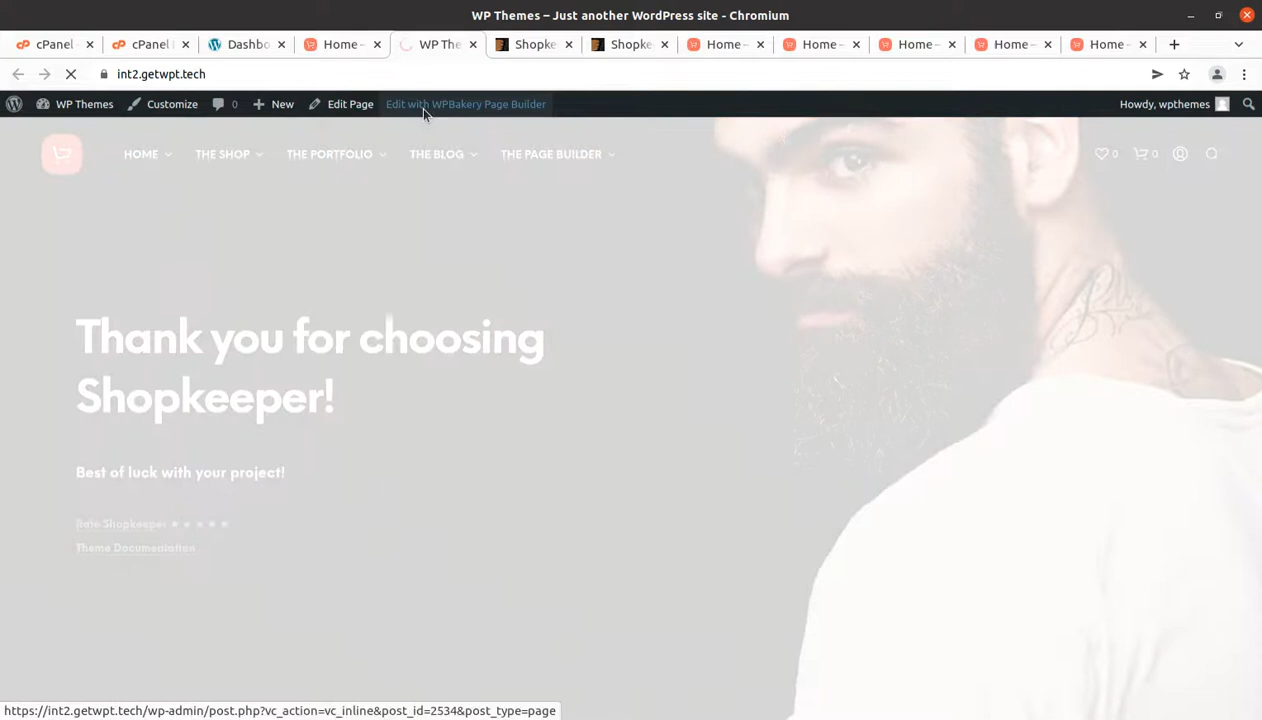 WP Themes – Just another WordPress site - Chromium
cPanel
cPanel
Dashbo
Home –
WP The
Shopke
Shopke
Home –
Home –
Home –
Home –
Home –
int2.getwpt.tech
WP Themes
Customize
0
New
Edit Page
Edit with WPBakery Page Builder
Howdy, wpthemes
HOME
THE SHOP
THE PORTFOLIO
THE BLOG
THE PAGE BUILDER
0
0
Thank you for choosing
Shopkeeper!
Best of luck with your project!
Rate Shopkeeper ★ ★ ★ ★ ★
Theme Documentation
https://int2.getwpt.tech/wp-admin/post.php?vc_action=vc_inline&post_id=2534&post_type=page